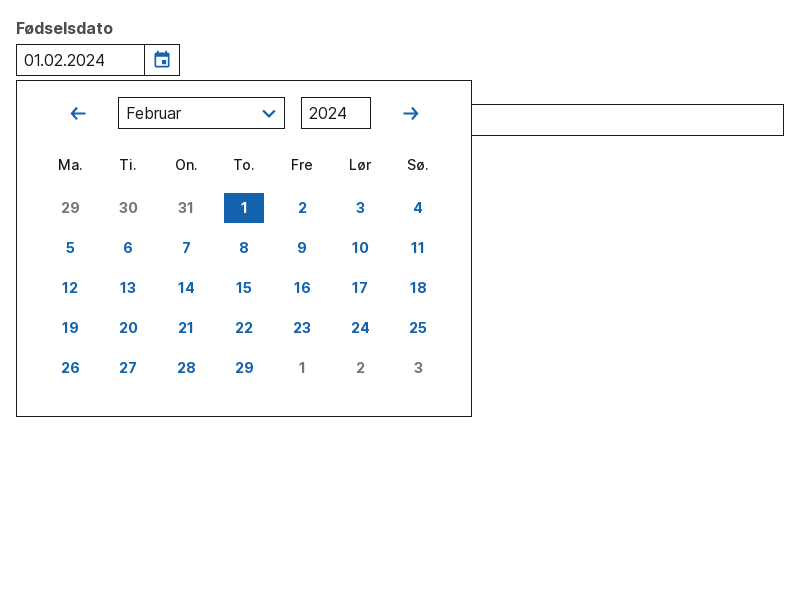 Fødselsdato
01.02.2024
Februar 2024
Ma. Ti. On. To. Fre Lør Sø.
29 30 31 1 2 3 4
5 6 7 8 9 10 11
12 13 14 15 16 17 18
19 20 21 22 23 24 25
26 27 28 29 1 2 3